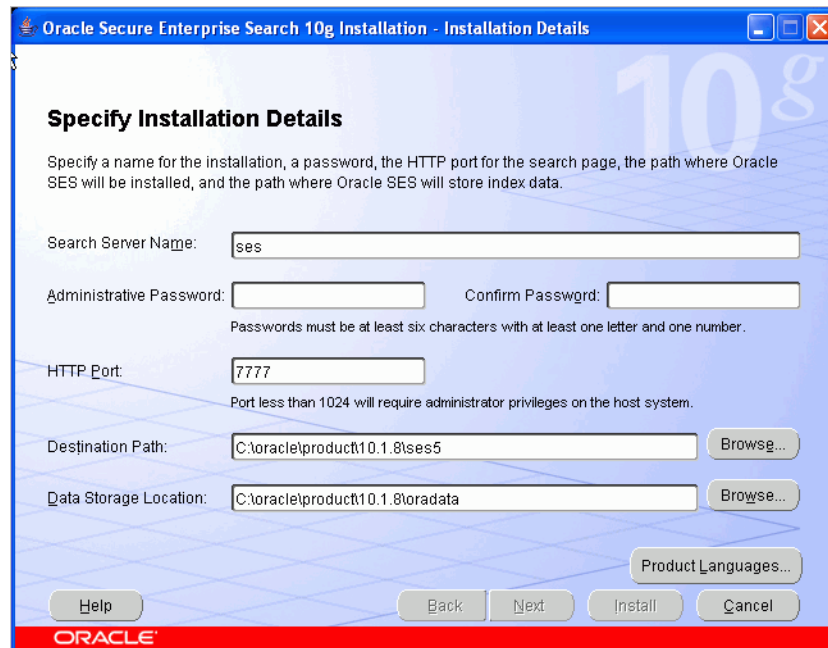 Oracle Secure Enterprise Search 10g Installation - Installation Details
10g
Specify Installation Details
Specify a name for the installation, a password, the HTTP port for the search page, the path where Oracle
SES will be installed, and the path where Oracle SES will store index data.
Search Server Name: ses
Administrative Password: Confirm Password:
Passwords must be at least six characters with at least one letter and one number.
HTTP Port: 7777
Port less than 1024 will require administrator privileges on the host system.
Destination Path: C:\oracle\product\10.1.8\ses5 Browse...
Data Storage Location: C:\oracle\product\10.1.8\oradata Browse...
Product Languages...
Help Back Next Install Cancel
ORACLE